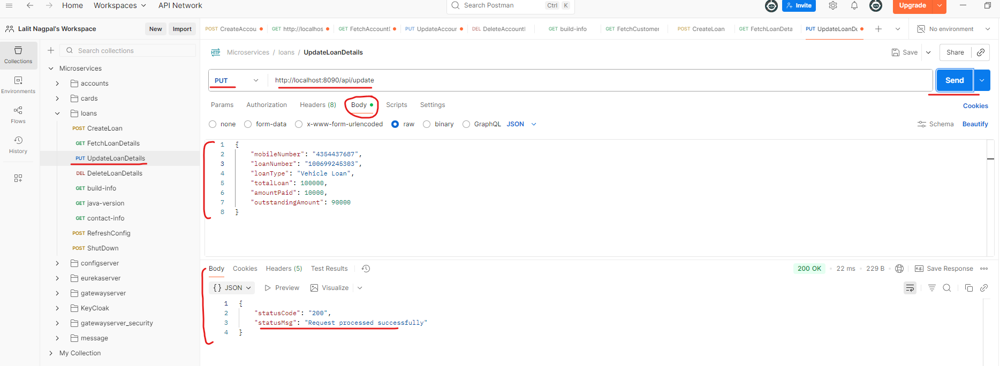 Home Workspaces API Network Search Postman Ctrl K Invite Upgrade
Lalit Nagpal's Workspace New Import
POST CreateAccou GET http://localhos GET FetchAccount( PUT UpdateAccour DEL DeleteAccountl GET build-info GET FetchCustomer POST CreateLoan GET FetchLoanDeta PUT UpdateLoanDe No environment
Collections
Environments
Flows
History
Search collections
Microservices
accounts
cards
loans
POST CreateLoan
GET FetchLoanDetails
PUT UpdateLoanDetails
DEL DeleteLoanDetails
GET build-info
GET java-version
GET contact-info
POST RefreshConfig
POST ShutDown
configserver
eurekaserver
gatewayserver
KeyCloak
gatewayserver_security
message
My Collection
HTTP Microservices / loans / UpdateLoanDetails Save Share
PUT http://localhost:8090/api/update Send
Params Authorization Headers (8) Body Scripts Settings Cookies
none form-data x-www-form-urlencoded raw binary GraphQL JSON Schema Beautify
1 {
2 "mobileNumber": "4354437687",
3 "loanNumber": "100699245303",
4 "loanType": "Vehicle Loan",
5 "totalLoan": 100000,
6 "amountPaid": 10000,
7 "outstandingAmount": 90000
8 }
Body Cookies Headers (5) Test Results 200 OK 22 ms 229 B e.g. Save Response
{} JSON Preview Visualize
1 {
2 "statusCode": "200",
3 "statusMsg": "Request processed successfully"
4 }